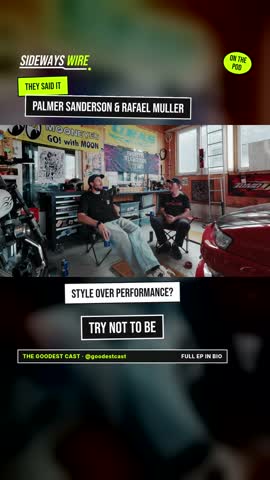 SIDEWAYS WIRE.
ON THE
POD
THEY SAID IT
PALMER SANDERSON & RAFAEL MULLER
MOONEYES
GO! with MOON
STYLE OVER PERFORMANCE?
TRY NOT TO BE
THE GOODEST CAST · @goodestcast
FULL EP IN BIO